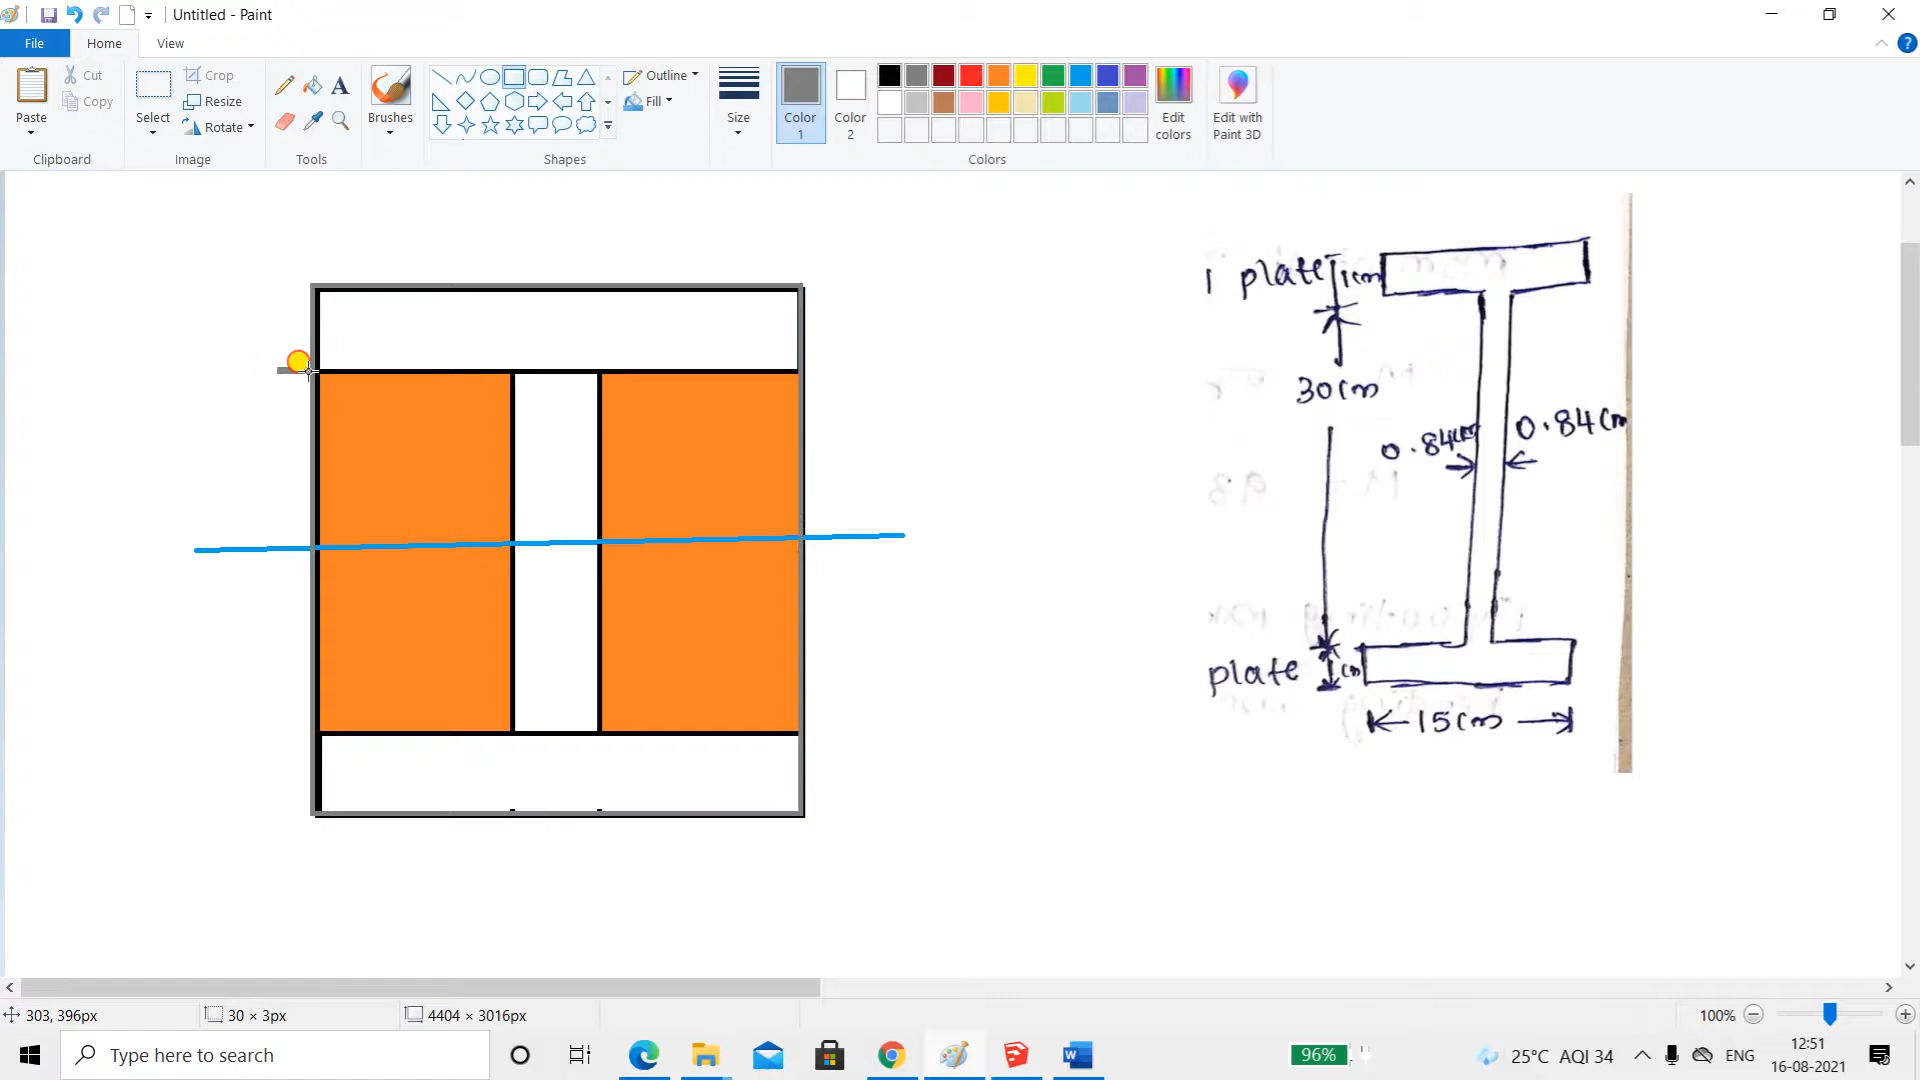 Untitled - Paint
File Home View
Paste
Cut
Copy
Clipboard
Select
Crop
Resize
Rotate
Image
Tools
Brushes
Shapes
Outline
Fill
Size
Color 1
Color 2
Edit colors
Colors
Edit with Paint 3D
1 plate 1cm
30cm
0.84cm 0.84cm
plate 1cm
15cm
303, 396px 30 × 3px 4404 × 3016px 100%
Type here to search
96%
25°C AQI 34
ENG
12:51
16-08-2021